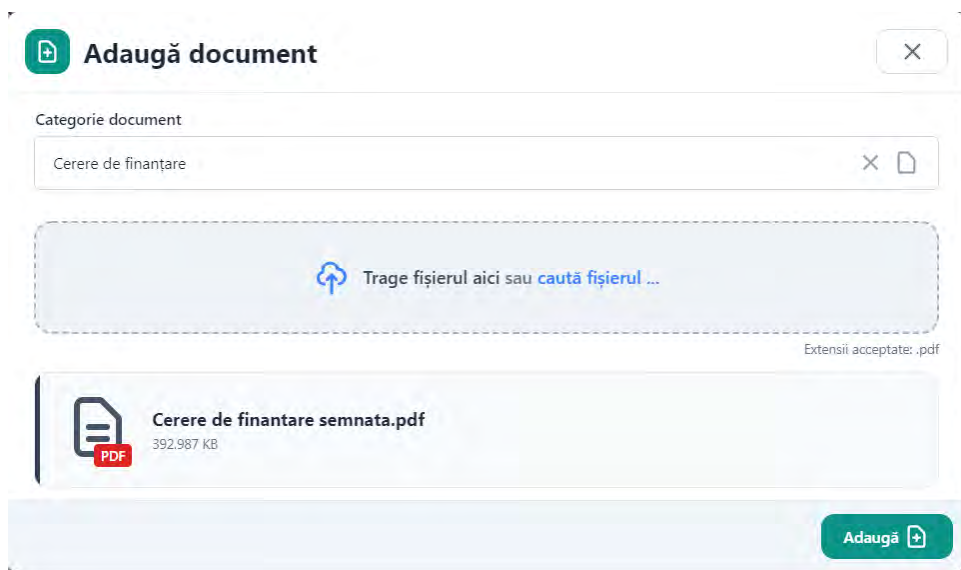 Adaugă document
Categorie document
Cerere de finanțare
Trage fișierul aici sau caută fișierul ...
Extensii acceptate: .pdf
Cerere de finantare semnata.pdf
392.987 KB
PDF
Adaugă